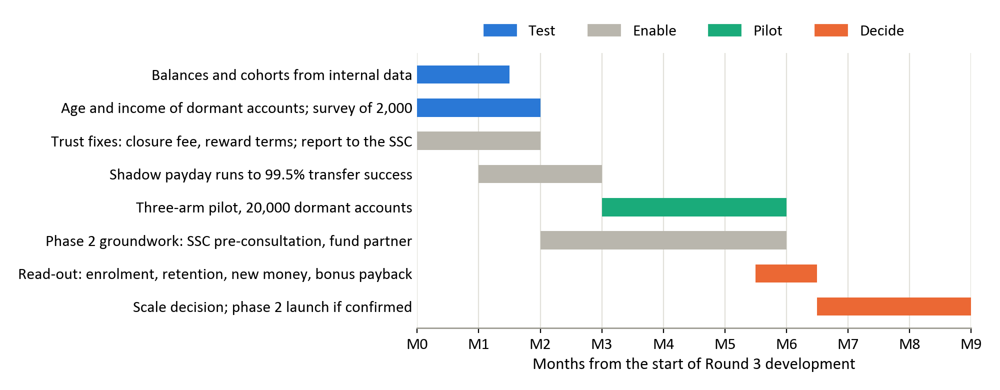 Test Enable Pilot Decide
Balances and cohorts from internal data
Age and income of dormant accounts; survey of 2,000
Trust fixes: closure fee, reward terms; report to the SSC
Shadow payday runs to 99.5% transfer success
Three-arm pilot, 20,000 dormant accounts
Phase 2 groundwork: SSC pre-consultation, fund partner
Read-out: enrolment, retention, new money, bonus payback
Scale decision; phase 2 launch if confirmed
M0 M1 M2 M3 M4 M5 M6 M7 M8 M9
Months from the start of Round 3 development